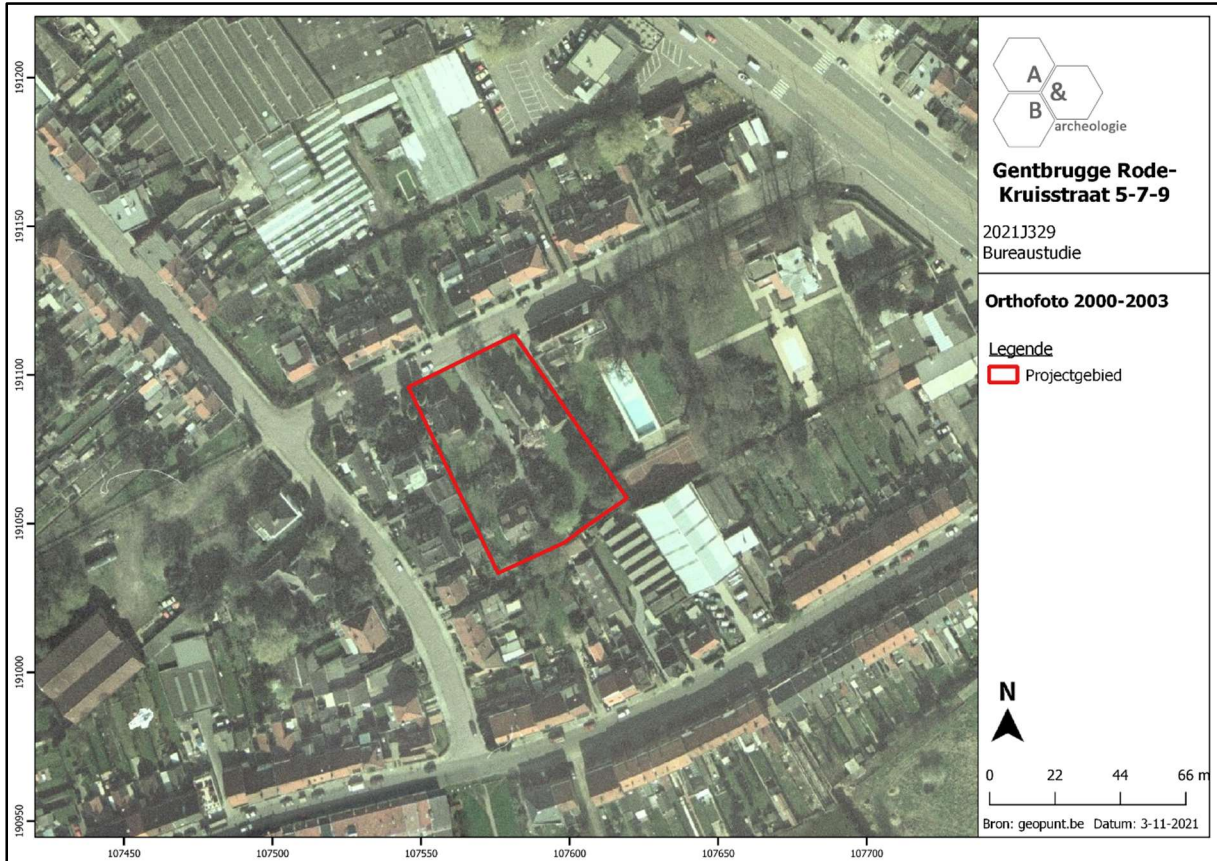 191200
191150
191100
191050
191000
190950
107450
107500
107550
107600
107650
107700
A
&
B
archeologie
Gentbrugge Rode-
Kruisstraat 5-7-9
2021J329
Bureaustudie
Orthofoto 2000-2003
Legende
Projectgebied
N
0 22 44 66 m
Bron: geopunt.be Datum: 3-11-2021